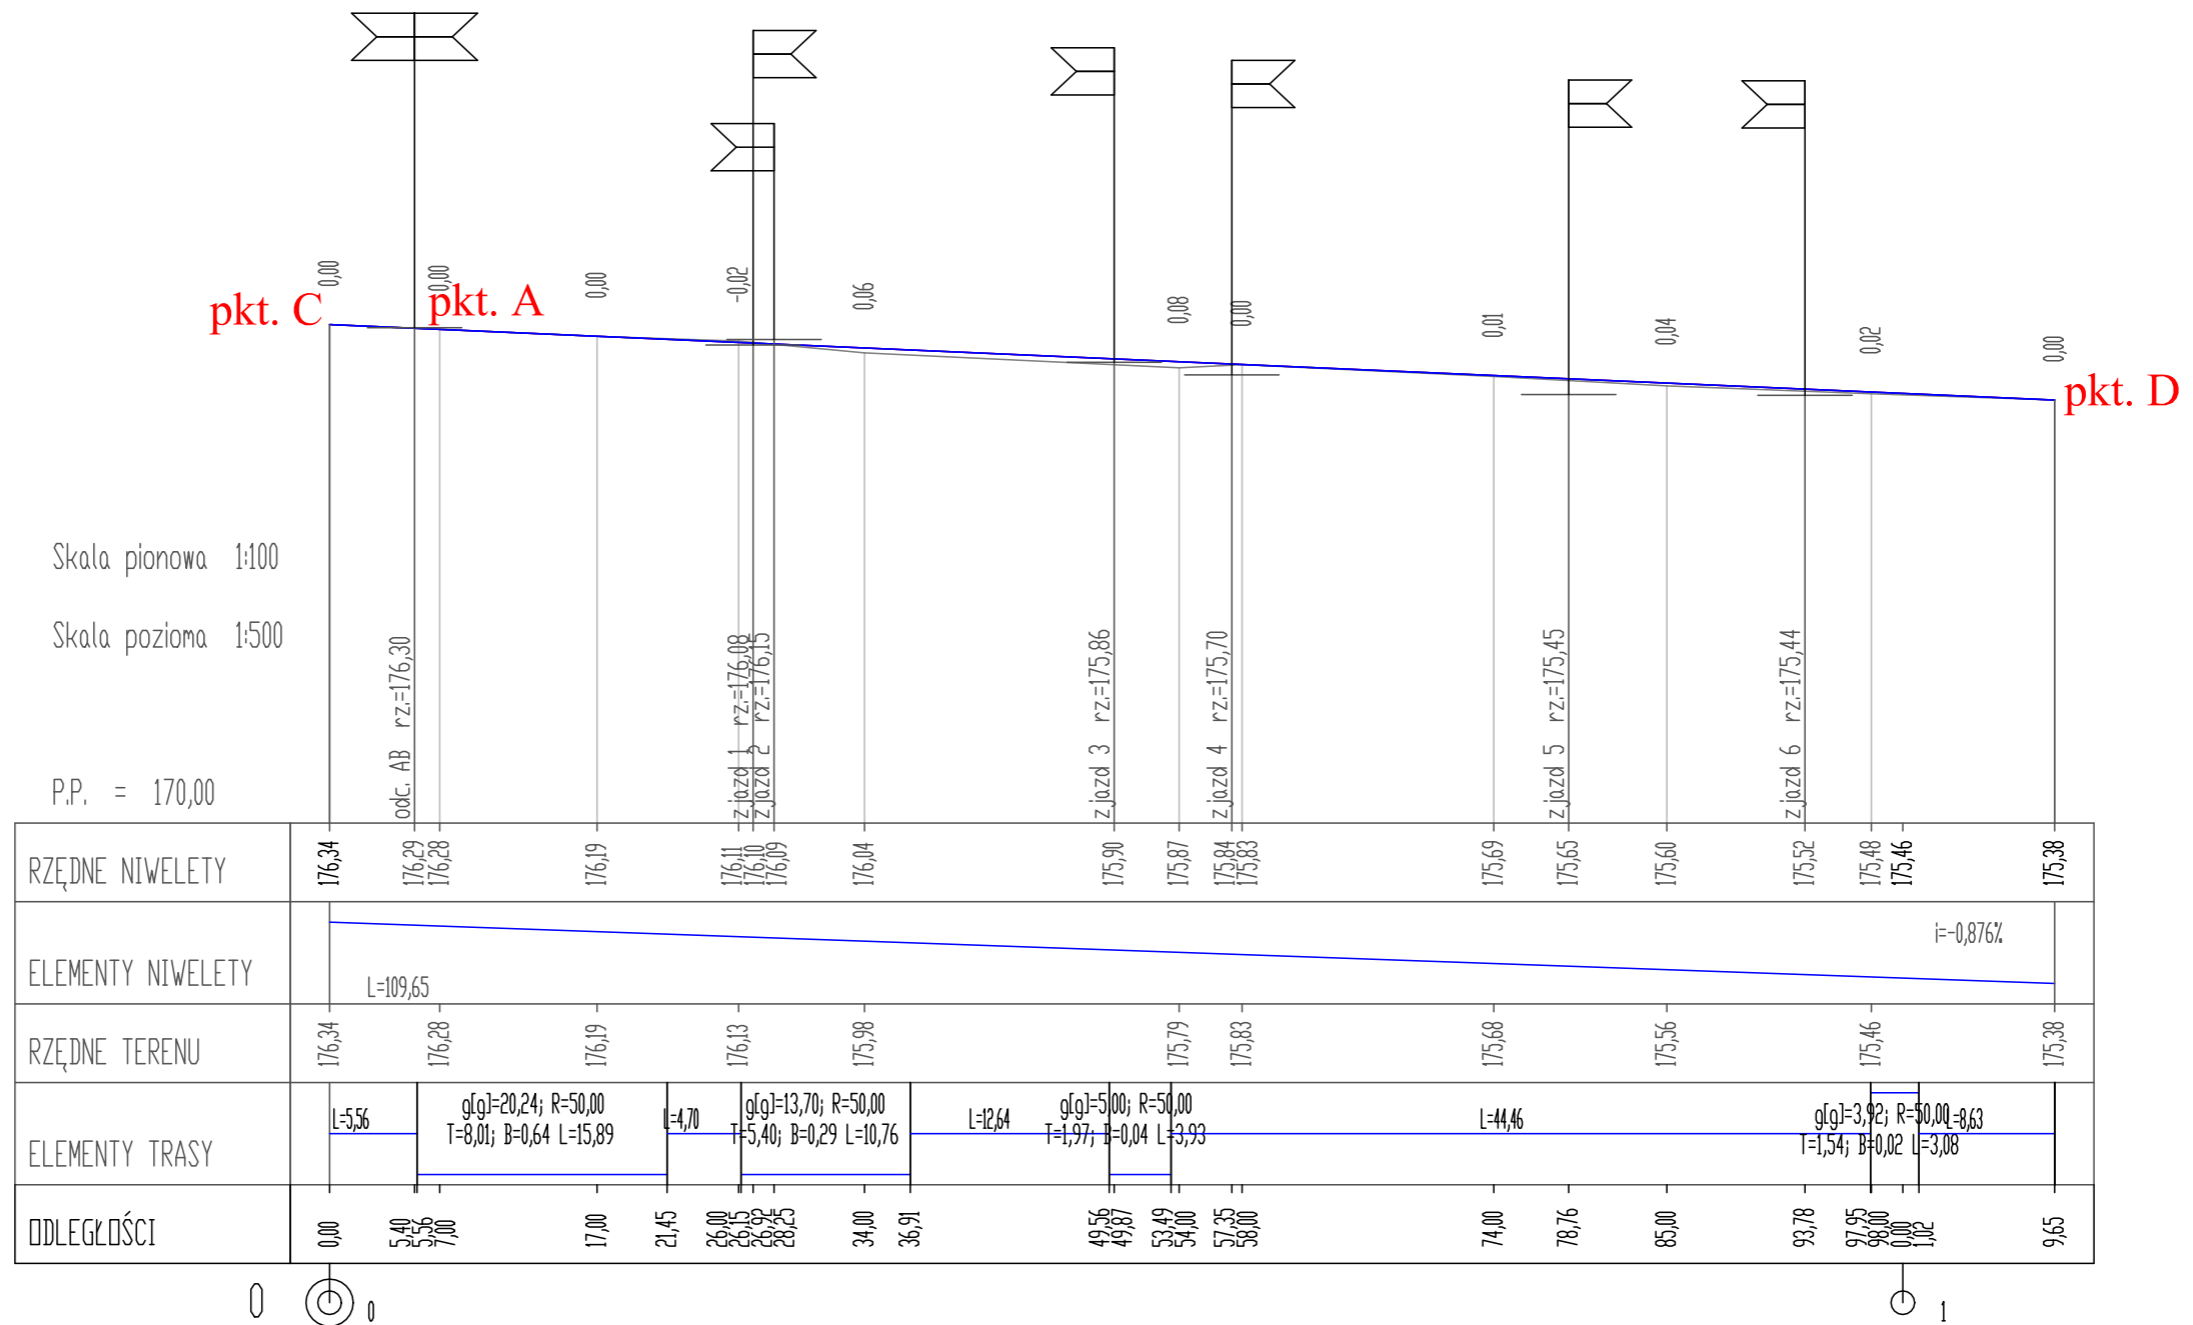 0,00
0,00
0,00
-0,02
0,06
0,08
0,00
0,01
0,04
0,02
0,00
pkt. C
pkt. A
pkt. D
Skala pionowa 1:100
Skala pozioma 1:500
P.P. = 170,00
odc. AB rz.=176,30
zjazd 1 rz.=176,08
zjazd 2 rz.=176,15
zjazd 3 rz.=175,86
zjazd 4 rz.=175,70
zjazd 5 rz.=175,45
zjazd 6 rz.=175,44
RZĘDNE NIWELETY
176,34
176,29
176,28
176,19
176,11
176,10
176,09
176,04
175,90
175,87
175,84
175,83
175,69
175,65
175,60
175,52
175,48
175,46
175,38
ELEMENTY NIWELETY
L=109,65
i=-0,876%
RZĘDNE TERENU
176,34
176,28
176,19
176,13
175,98
175,79
175,83
175,68
175,56
175,46
175,38
ELEMENTY TRASY
L=5,56
g[g]=20,24; R=50,00
T=8,01; B=0,64 L=15,89
L=4,70
g[g]=13,70; R=50,00
T=5,40; B=0,29 L=10,76
L=12,64
g[g]=5,00; R=50,00
T=1,97; B=0,04 L=3,93
L=44,46
g[g]=3,92; R=50,00
T=1,54; B=0,02 L=3,08
L=8,63
ODLEGŁOŚCI
0,00
5,40
5,56
7,00
17,00
21,45
26,00
26,15
26,92
28,25
34,00
36,91
49,56
49,87
53,49
54,00
57,35
58,00
74,00
78,76
85,00
93,78
97,95
98,00
0,00
1,02
9,65
0
0
1